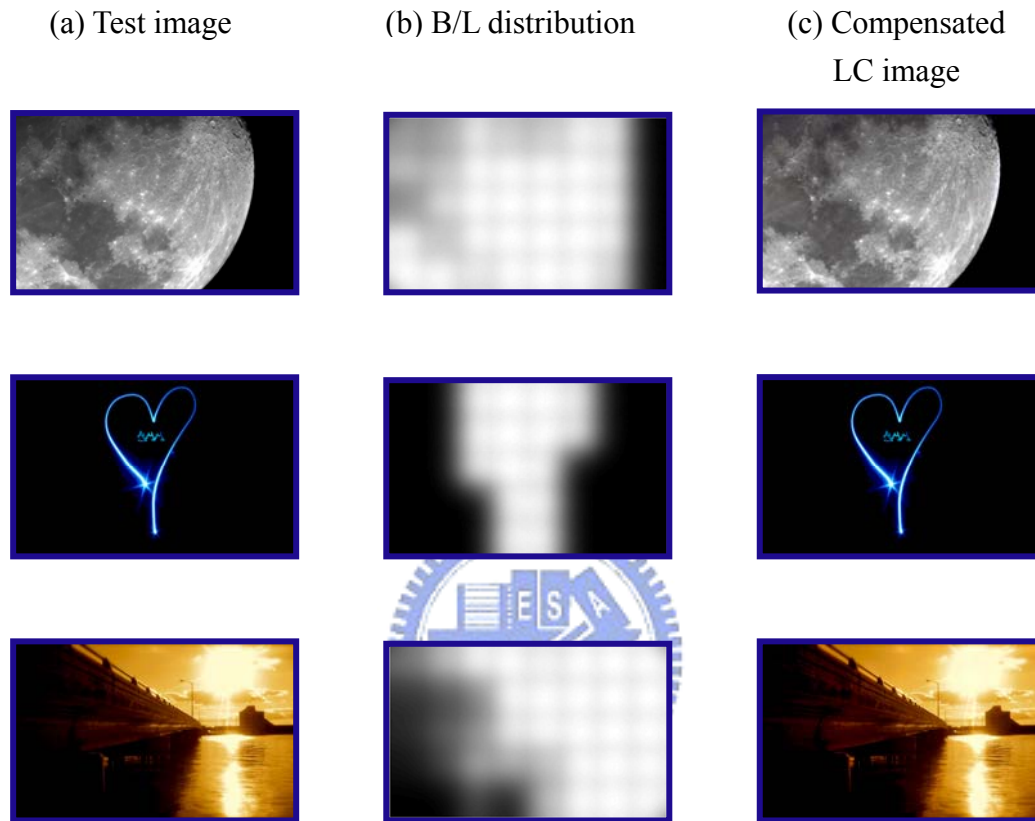 (a) Test image
(b) B/L distribution
(c) Compensated
LC image
E S A